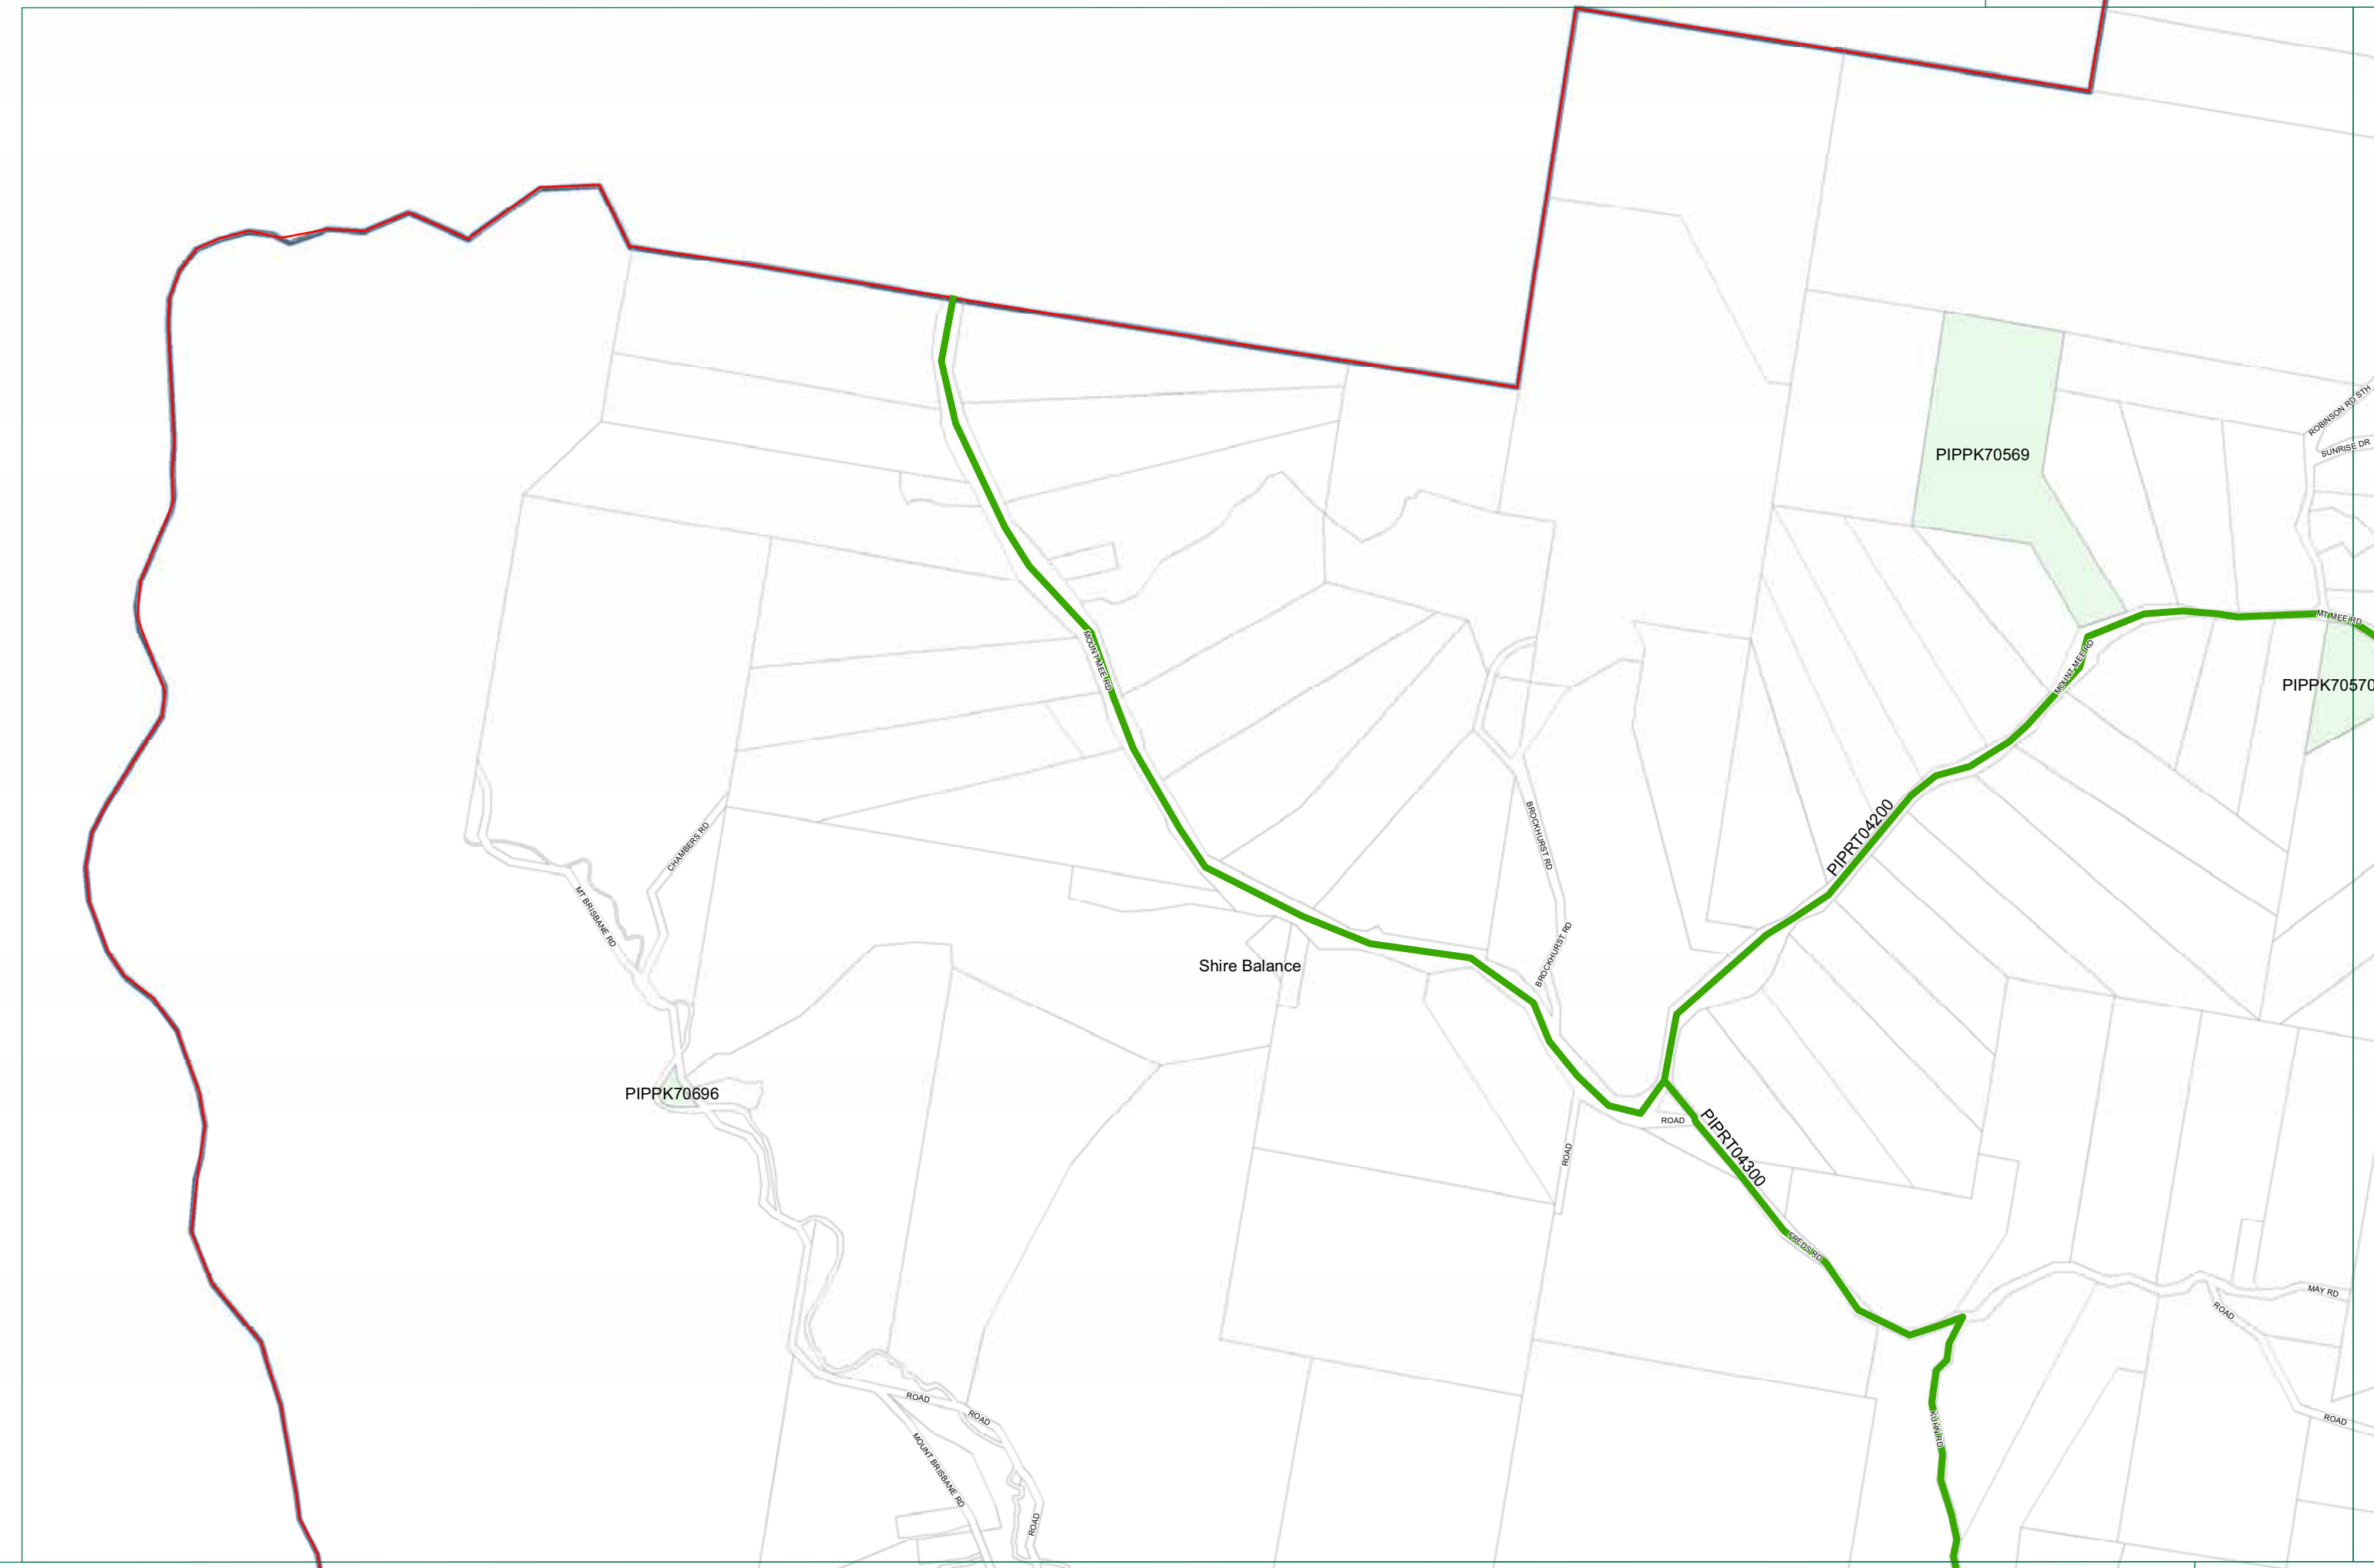 ROBINSON RD STH
SUNRISE DR
PIPPK70569
MT MEE RD
MOUNT MEE RD
MOUNT MEE RD
PIPPK70570
BROCKHURST RD
PIPRT04200
CHAMBERS RD
MT BRISBANE RD
BROCKHURST RD
Shire Balance
PIPPK70696
ROAD
PIPRT04300
ROAD
MAY RD
ROAD
ROAD
ROAD
ROAD
KUHN RD
MOUNT BRISBANE RD
ROAD